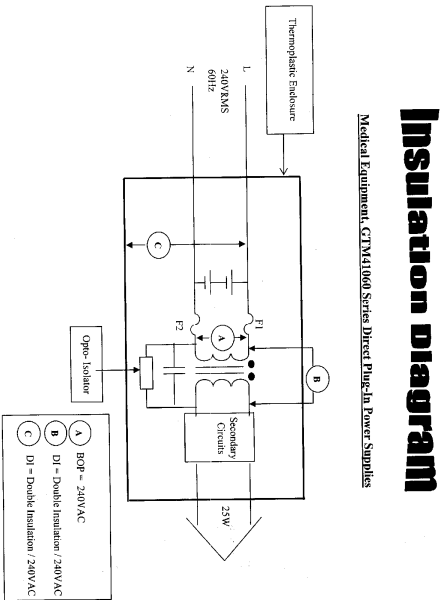 Insulation Diagram
Medical Equipment, GTM41060 Series Direct Plug-In Power Supplies
Thermoplastic Enclosure
L
240VRMS
60Hz
N
C
F1
F2
A
B
Opto- Isolator
Secondary
Circuits
25W
A BOP = 240VAC
B DI = Double Insulation / 240VAC
C DI = Double Insulation / 240VAC